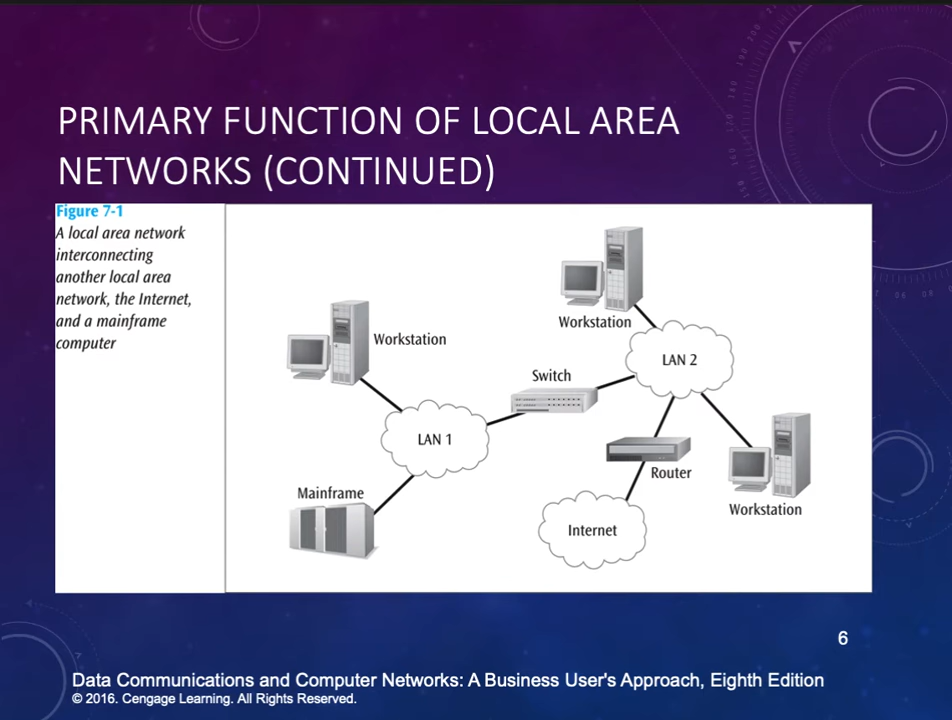 PRIMARY FUNCTION OF LOCAL AREA
NETWORKS (CONTINUED)
Figure 7-1
A local area network
interconnecting
another local area
network, the Internet,
and a mainframe
computer
Workstation
Workstation
LAN 2
Switch
LAN 1
Router
Mainframe
Workstation
Internet
6
Data Communications and Computer Networks: A Business User's Approach, Eighth Edition
© 2016. Cengage Learning. All Rights Reserved.